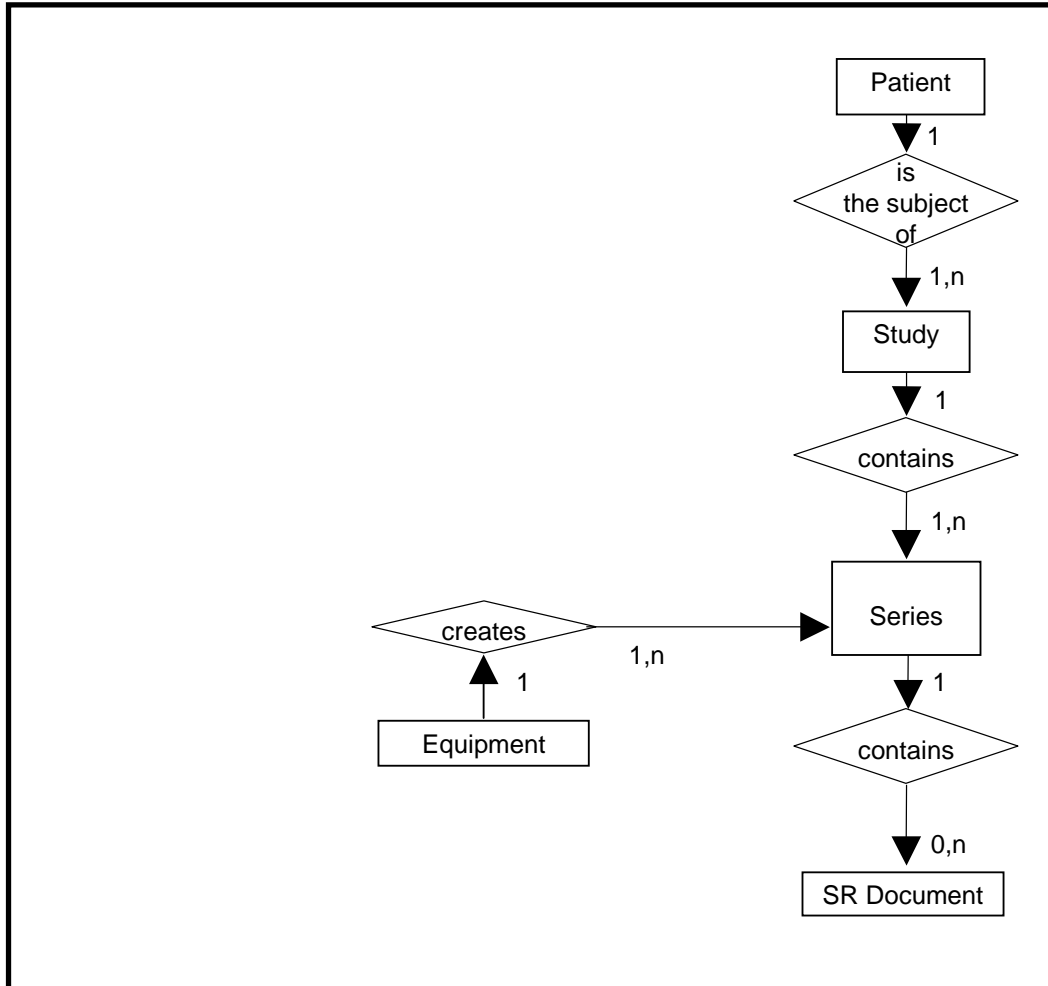 Patient
1
is
the subject
of
1,n
Study
1
contains
1,n
Series
creates
1,n
1
Equipment
1
contains
0,n
SR Document